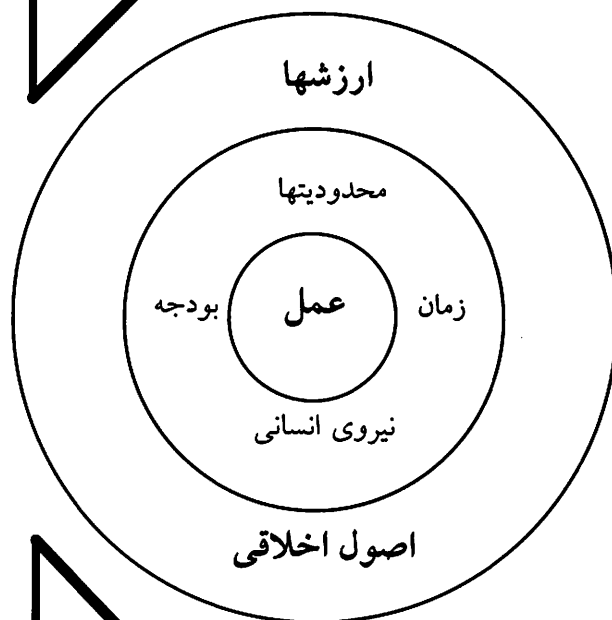 ارزشها
محدودیتها
زمان
عمل
بودجه
نیروی انسانی
اصول اخلاقی